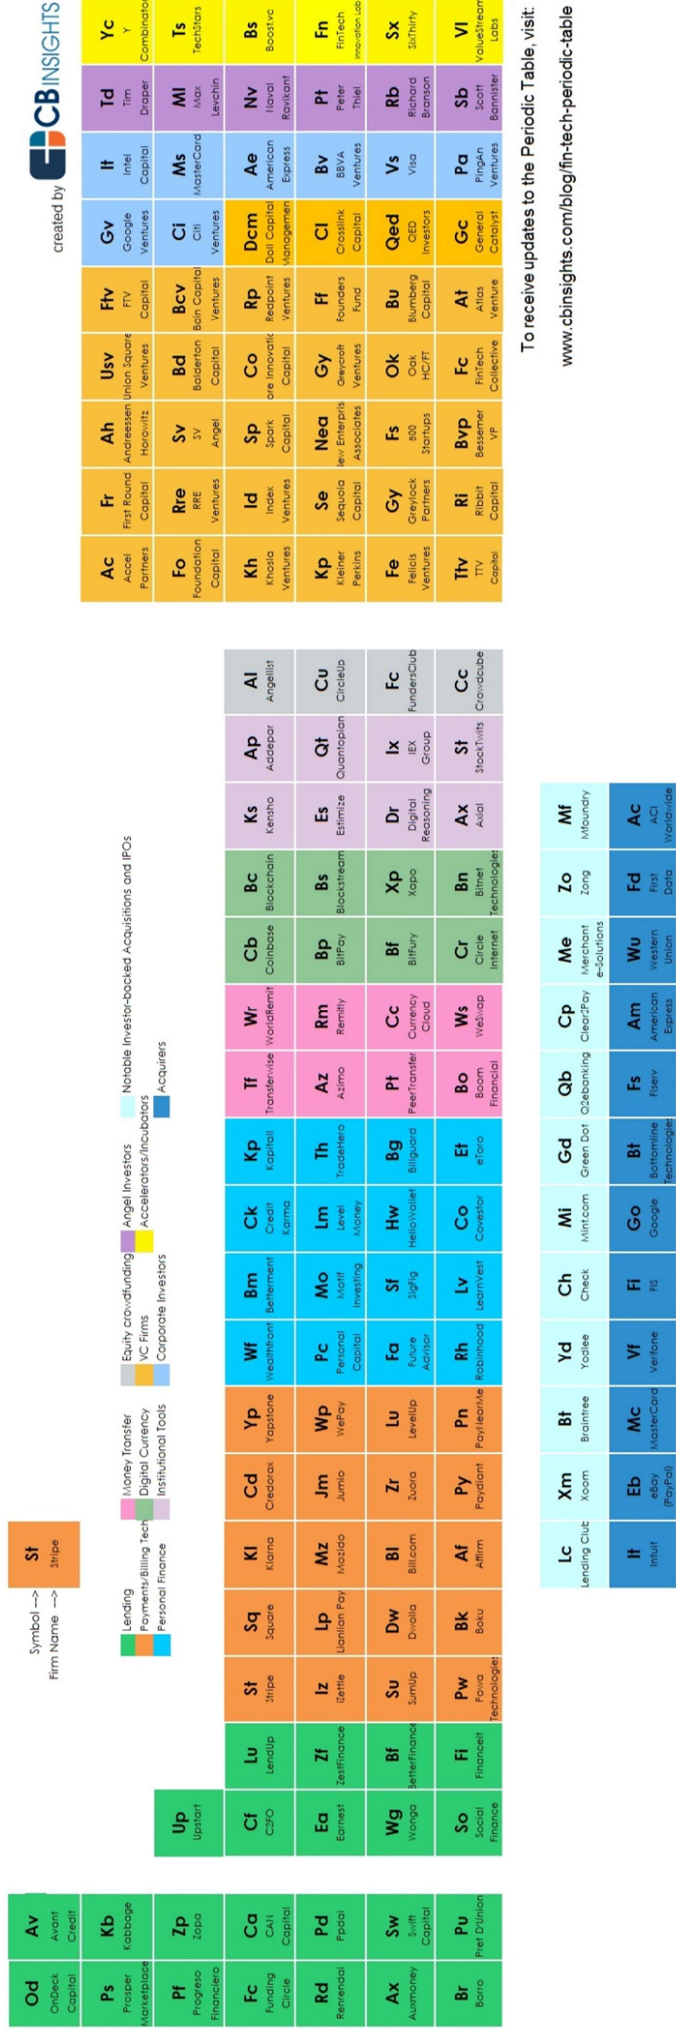 created by CBINSIGHTS
Symbol --> St
Firm Name --> Stripe
Lending
Payments/Billing Tech
Personal Finance
Money Transfer
Digital Currency
Institutional Tools
Equity crowdfunding
VC Firms
Corporate Investors
Angel Investors
Accelerators/Incubators
Notable Investor-backed Acquisitions and IPOs
Acquirers
Od Av
OnDeck Avant
Capital Credit
Ps Kb Ac Fr Ah Usv Ftv Gv It Td Yc
Prosper Kabbage Accel First Round Andreessen Union Square FTV Google Intel Tim Y
Marketplace Partners Capital Horowitz Ventures Capital Ventures Capital Draper Combinator
Pf Zp Up Fo Rre Sv Bd Bcv Ci Ms Ml Ts
Progreso Zopa Upstart Foundation RRE SV Balderton Bain Capital Citi MasterCard Max TechStars
Financiero Capital Ventures Angel Capital Ventures Ventures Levchin
Fc Ca Cf Lu St Sq Kl Cd Yp Wf Bm Ck Kp Tf Wr Cb Bc Ks Ap Al Kh Id Sp Co Rp Dcm Ae Nv Bs
Funding CAN C2FO LendUp Stripe Square Klarna Credorax Yapstone Wealthfront Betterment Credit Kapitall Transferwise WorldRemit Coinbase Blockchain Kensho Addepar Angellist Khosla Index Spark ore Innovatic Redpoint Doll Capital American Naval Boostvc
Circle Capital Karma Ventures Ventures Capital Capital Ventures Managemen Express Ravikant
Rd Pd Ea Zf Iz Lp Mz Jm Wp Pc Mo Lm Th Az Rm Bp Bs Es Qt Cu Kp Se Nea Gy Ff Cl Bv Pt Fn
Renrendai Ppdai Earnest ZestFinance iZettle Lianlian Pay Mozido Jumio WePay Personal Motif Level TradeHero Azimo Remitly BitPay Blockstream Estimize Quantopian CircleUp Kleiner Sequoia lew Enterpris Greycroft Founders Crosslink BBVA Peter FinTech
Capital Investing Money Perkins Capital Associates Ventures Fund Capital Ventures Thiel Innovation Lab
Ax Sw Wg Bf Su Dw Bl Zr Lu Fa Sf Hw Bg Pt Cc Bf Xp Dr Ix Fc Fe Gy Fs Ok Bu Qed Vs Rb Sx
Auxmoney Swift Wonga BetterFinance SumUp Dwolla Bill.com Zuora LevelUp Future SigFig HelloWallet Billguard PeerTransfer Currency BitFury Xapo Digital IEX FundersClub Felicis Greylock 500 Oak Blumberg QED Visa Richard SixThirty
Capital Advisor Cloud Reasoning Group Ventures Partners Startups HC/FT Capital Investors Branson
Br Pu So Fi Pw Bk Af Py Pn Rh Lv Co Et Bo Ws Cr Bn Ax St Cc Ttv Ri Bvp Fc At Gc Pa Sb Vl
Borro Pret D'Union Social Financeit Powa Boku Affirm Paydiant PayNearMe Robinhood LearnVest Covestor eToro Boom WeSwap Circle Bitnet Axial StockTwits Crowdcube TTV Ribbit Bessemer FinTech Atlas General PingAn Scott ValueStream
Finance Technologies Financial Internet Technologies Capital Capital VP Collective Venture Catalyst Ventures Bannister Labs
Lc Xm Bt Yd Ch Mi Gd Qb Cp Me Zo Mf
Lending Club Xoom Braintree Yodlee Check Mint.com Green Dot Q2ebanking Clear2Pay Merchant Zong Mfoundry
e-Solutions
It Eb Mc Vf Fi Go Bt Fs Am Wu Fd Ac
Intuit eBay MasterCard Verifone FIS Google Bottomline Fiserv American Western First ACI
(PayPal) Technologies Express Union Data Worldwide
To receive updates to the Periodic Table, visit:
www.cbinsights.com/blog/fin-tech-periodic-table